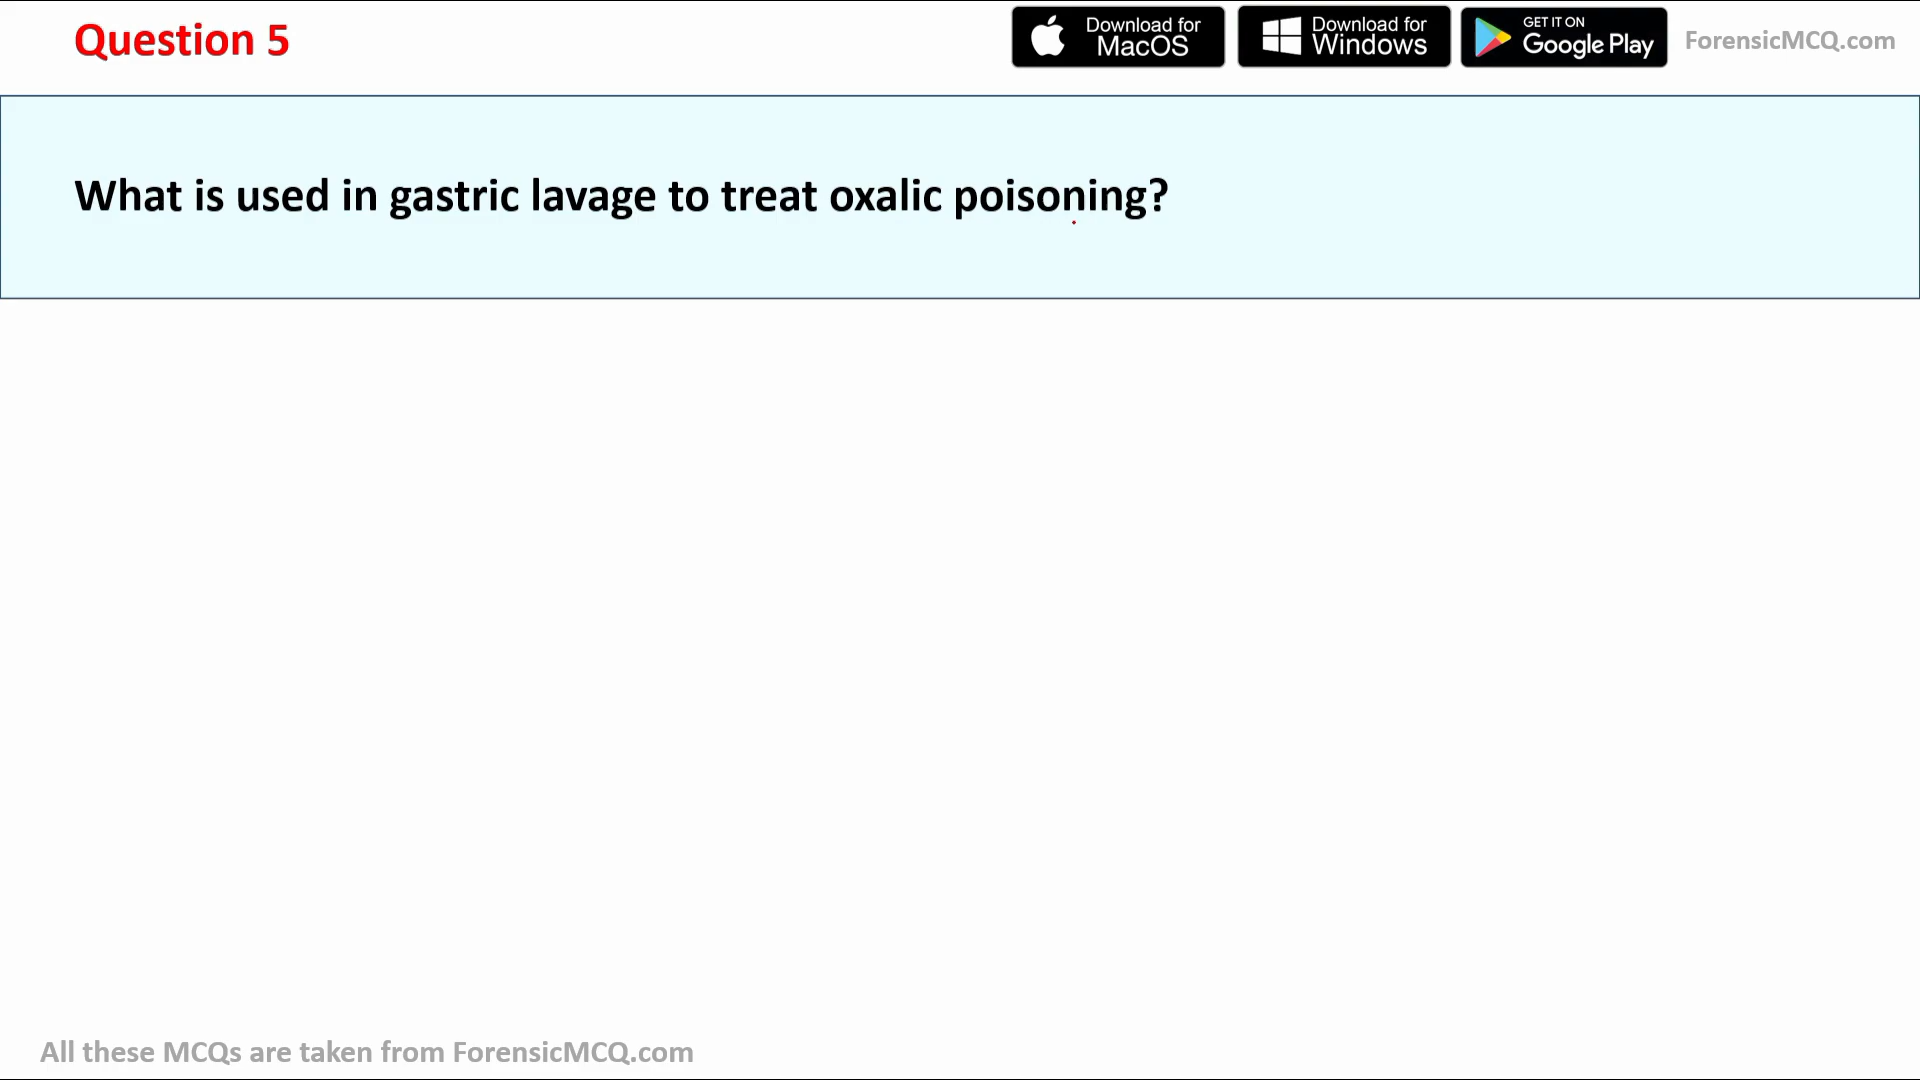 Question 5
Download for
MacOS
Download for
Windows
GET IT ON
Google Play
ForensicMCQ.com
What is used in gastric lavage to treat oxalic poisoning?
All these MCQs are taken from ForensicMCQ.com